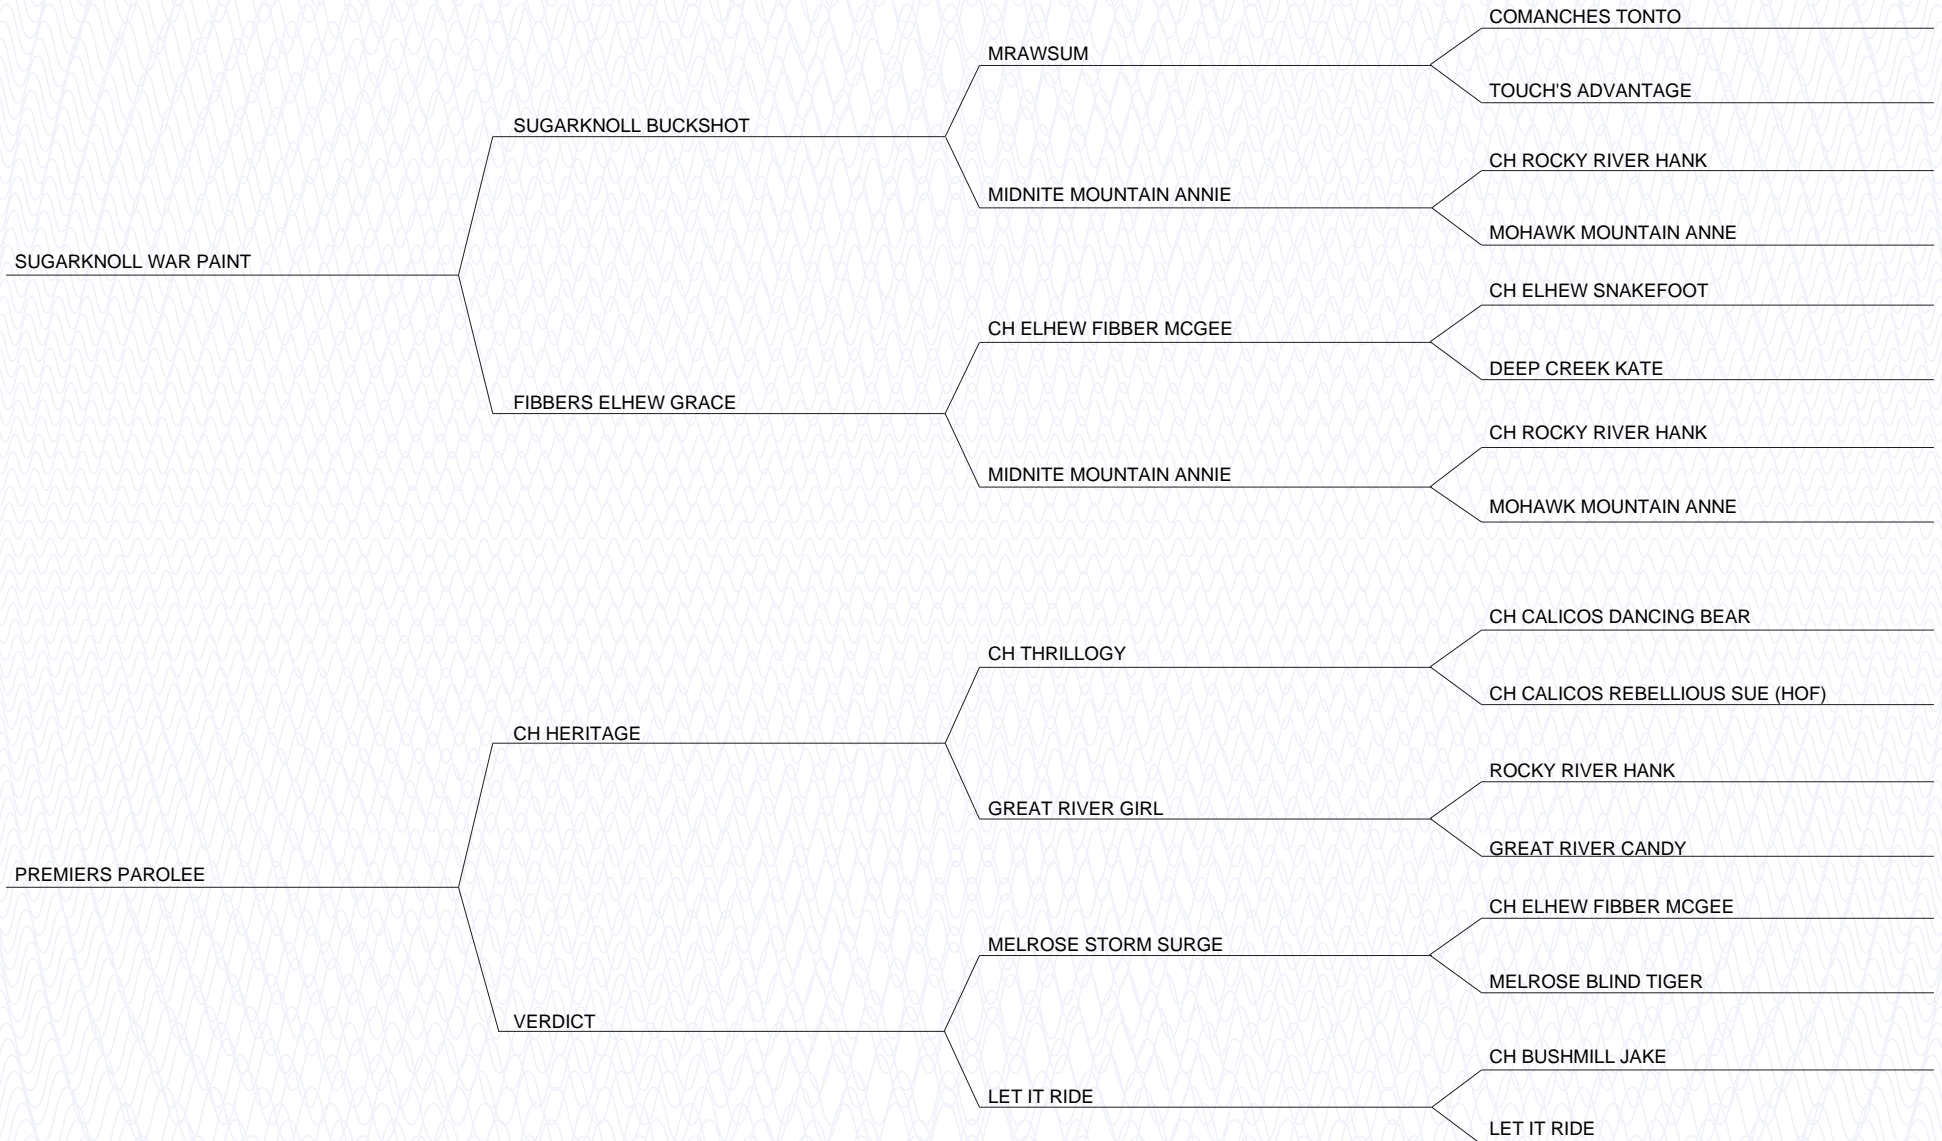 COMANCHES TONTO
MRAWSUM
TOUCH'S ADVANTAGE
SUGARKNOLL BUCKSHOT
CH ROCKY RIVER HANK
MIDNITE MOUNTAIN ANNIE
MOHAWK MOUNTAIN ANNE
SUGARKNOLL WAR PAINT
CH ELHEW SNAKEFOOT
CH ELHEW FIBBER MCGEE
DEEP CREEK KATE
FIBBERS ELHEW GRACE
CH ROCKY RIVER HANK
MIDNITE MOUNTAIN ANNIE
MOHAWK MOUNTAIN ANNE
CH CALICOS DANCING BEAR
CH THRILLOGY
CH CALICOS REBELLIOUS SUE (HOF)
CH HERITAGE
ROCKY RIVER HANK
GREAT RIVER GIRL
GREAT RIVER CANDY
PREMIERS PAROLEE
CH ELHEW FIBBER MCGEE
MELROSE STORM SURGE
MELROSE BLIND TIGER
VERDICT
CH BUSHMILL JAKE
LET IT RIDE
LET IT RIDE